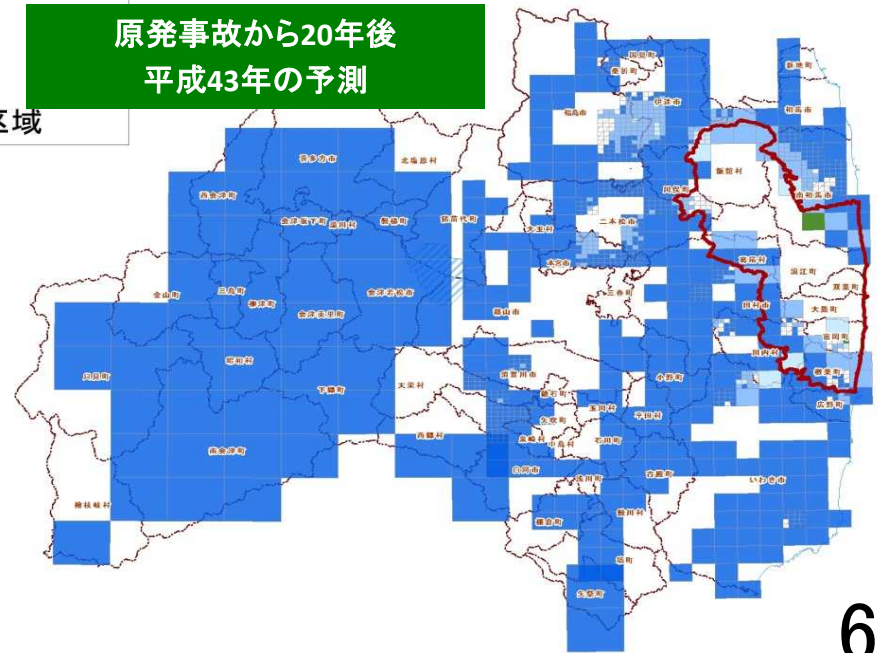 原発事故から20年後
平成43年の予測
区域
国見町
桑折町
新地町
伊達市
相馬市
福島市
喜多方市
北塩原村
飯舘村
川俣町
南相馬市
西会津町
会津坂下町
湯川村
磐梯町
猪苗代町
大玉村
二本松市
本宮市
葛尾村
浪江町
双葉町
金山町
三島町
柳津町
会津若松市
会津美里町
郡山市
三春町
田村市
大熊町
富岡町
川内村
楢葉町
昭和村
只見町
下郷町
天栄村
須賀川市
小野町
広野町
鏡石町
玉川村
平田村
矢吹町
西郷村
泉崎村
中島村
石川町
南会津町
白河市
浅川町
古殿町
いわき市
檜枝岐村
棚倉町
鮫川村
塙町
矢祭町
6